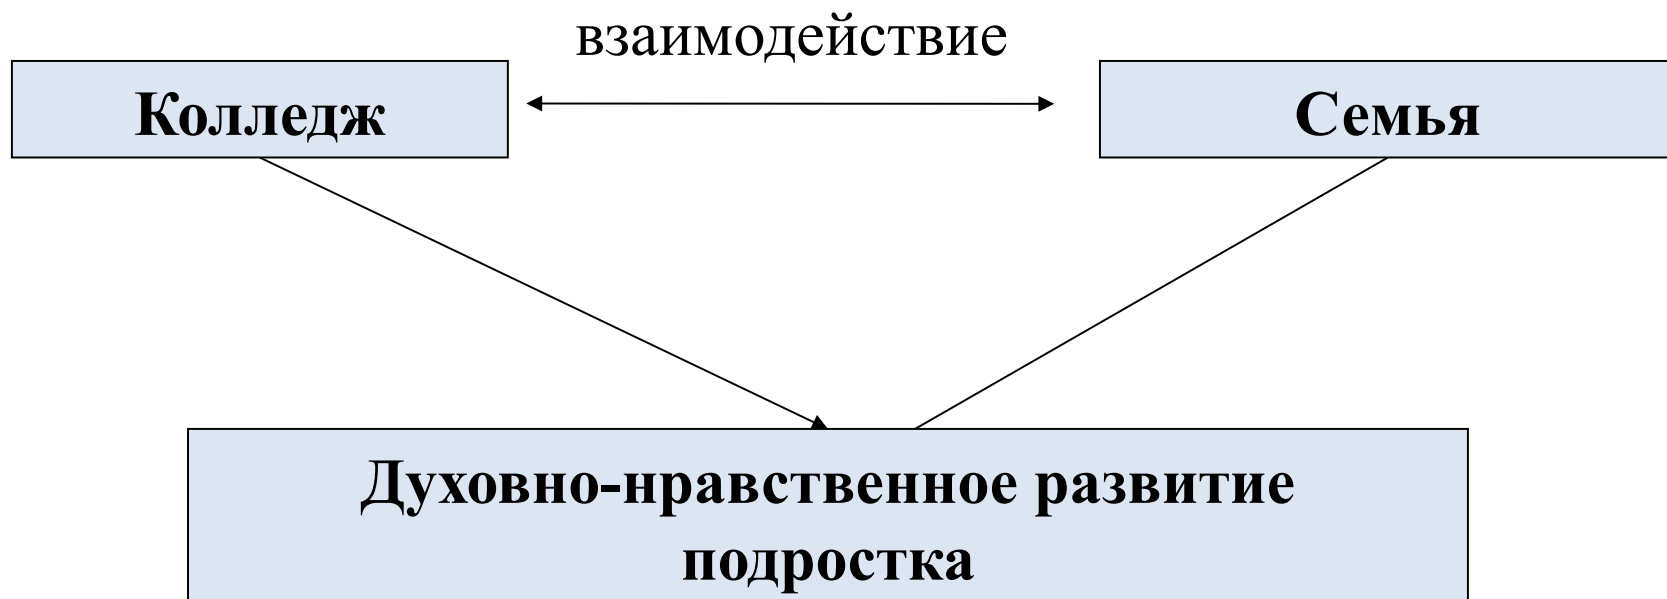 взаимодействие
Колледж
Семья
Духовно-нравственное развитие
подростка